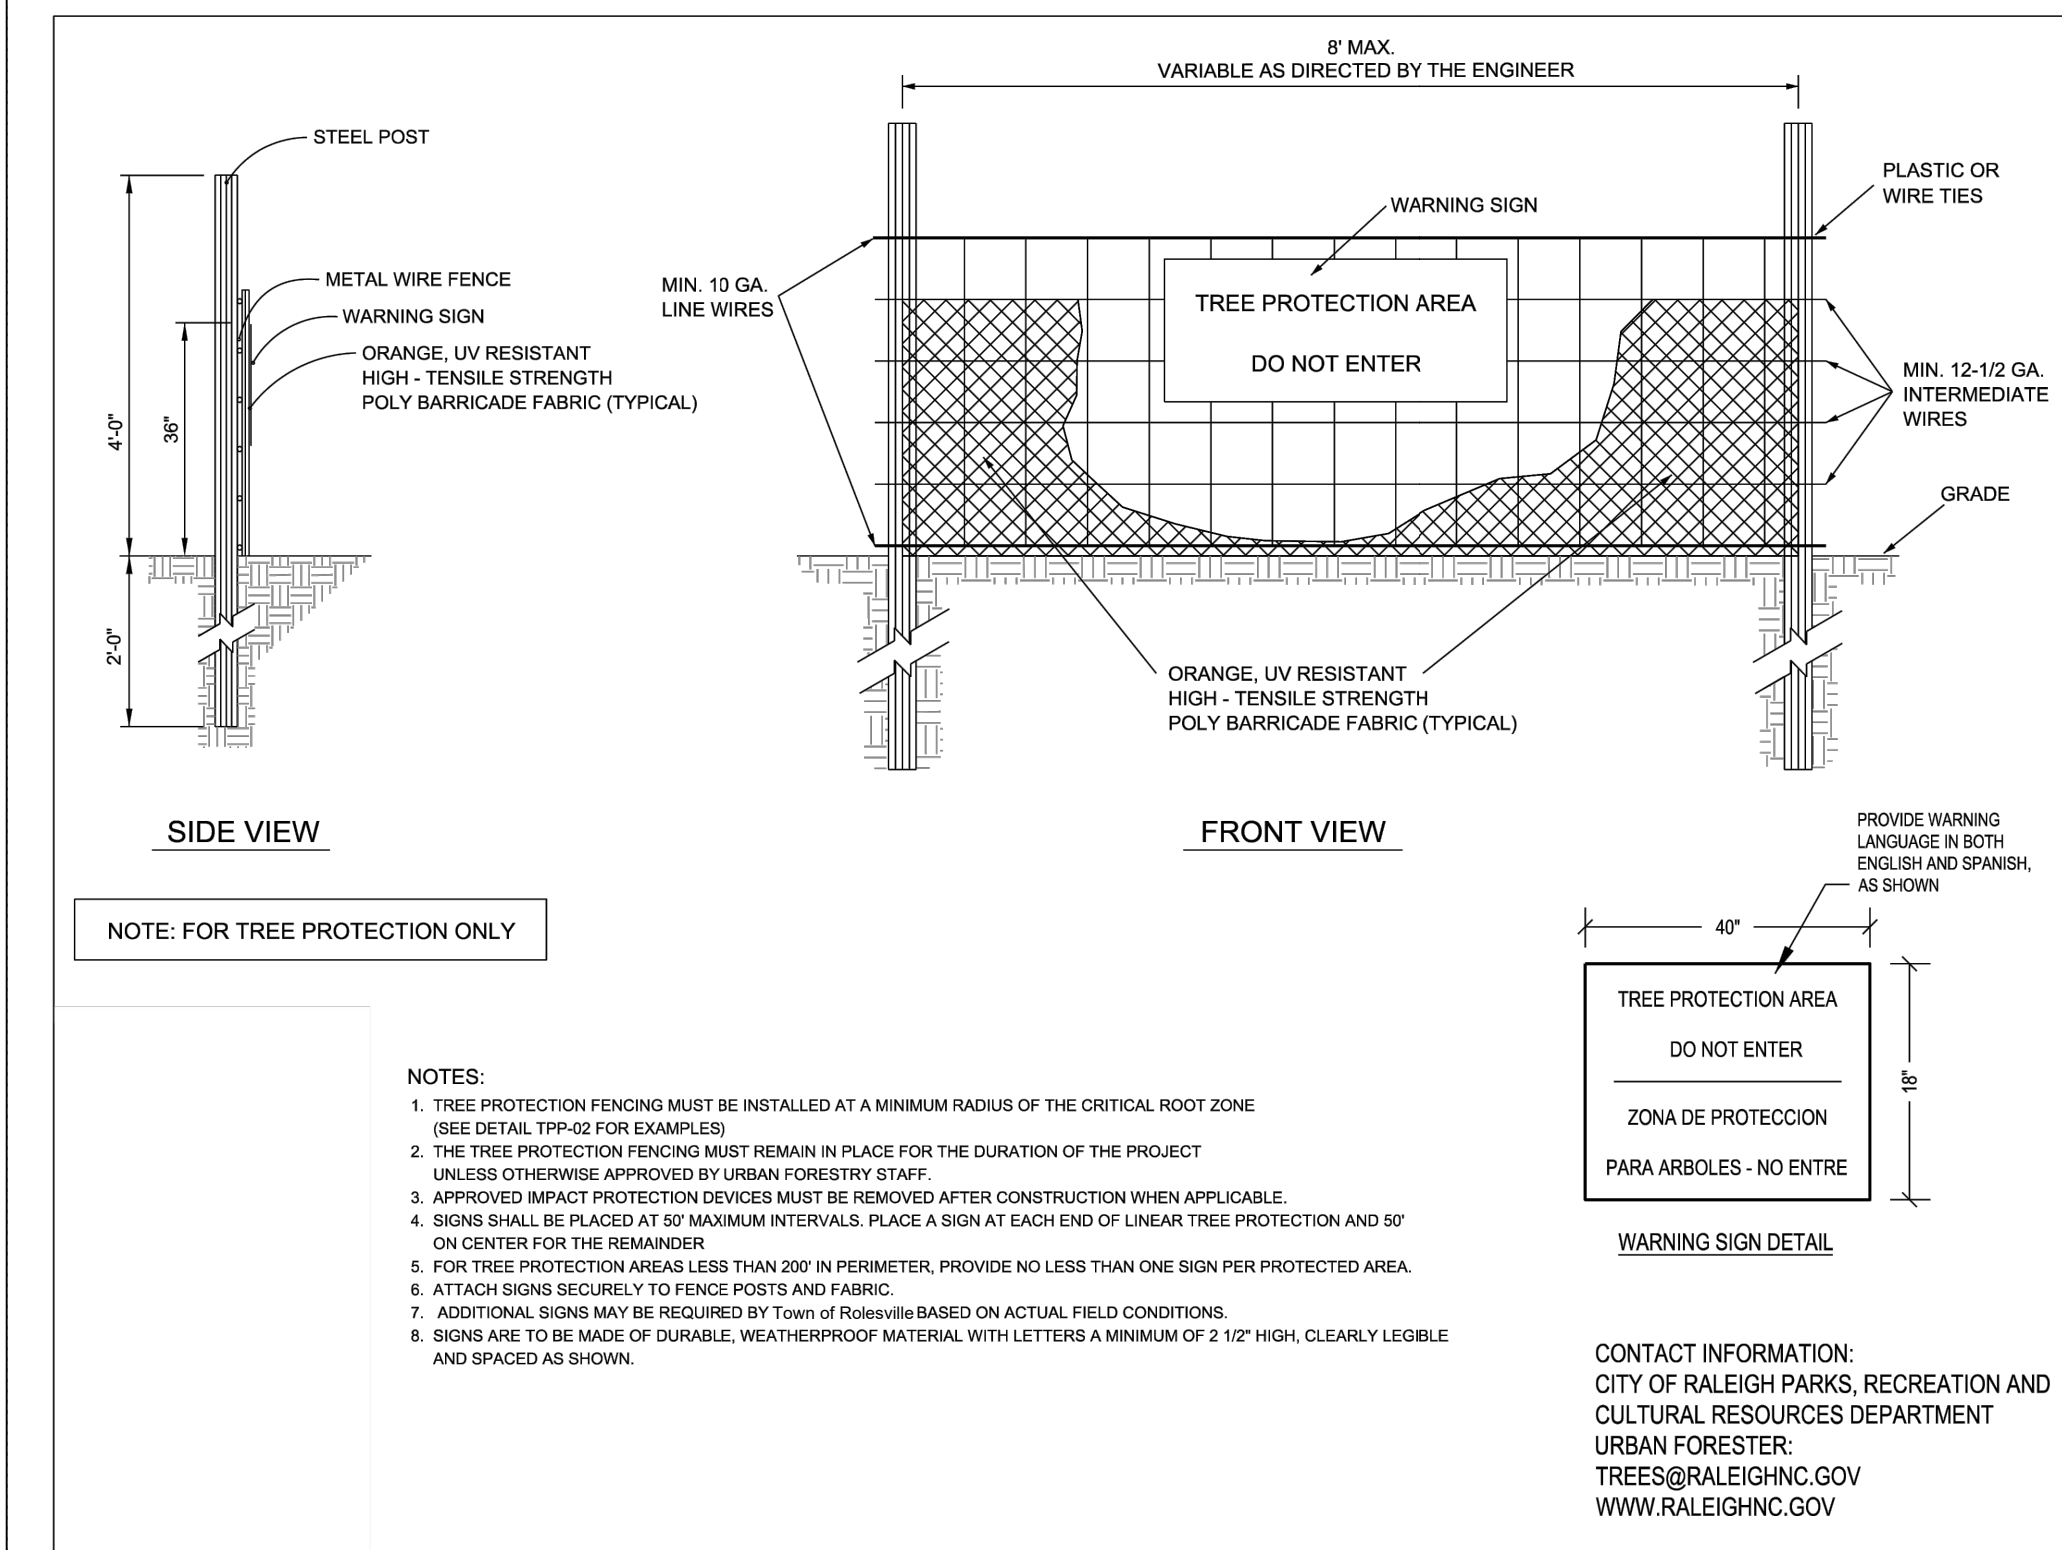 8' MAX.
VARIABLE AS DIRECTED BY THE ENGINEER
STEEL POST
METAL WIRE FENCE
WARNING SIGN
ORANGE, UV RESISTANT
HIGH - TENSILE STRENGTH
POLY BARRICADE FABRIC (TYPICAL)
4'-0"
36"
2'-0"
SIDE VIEW
PLASTIC OR
WIRE TIES
WARNING SIGN
MIN. 10 GA.
LINE WIRES
TREE PROTECTION AREA
DO NOT ENTER
MIN. 12-1/2 GA.
INTERMEDIATE
WIRES
GRADE
ORANGE, UV RESISTANT
HIGH - TENSILE STRENGTH
POLY BARRICADE FABRIC (TYPICAL)
FRONT VIEW
NOTE: FOR TREE PROTECTION ONLY
PROVIDE WARNING
LANGUAGE IN BOTH
ENGLISH AND SPANISH,
AS SHOWN
40"
TREE PROTECTION AREA
DO NOT ENTER
ZONA DE PROTECCION
PARA ARBOLES - NO ENTRE
18"
WARNING SIGN DETAIL
NOTES:
1. TREE PROTECTION FENCING MUST BE INSTALLED AT A MINIMUM RADIUS OF THE CRITICAL ROOT ZONE
(SEE DETAIL TPP-02 FOR EXAMPLES)
2. THE TREE PROTECTION FENCING MUST REMAIN IN PLACE FOR THE DURATION OF THE PROJECT
UNLESS OTHERWISE APPROVED BY URBAN FORESTRY STAFF.
3. APPROVED IMPACT PROTECTION DEVICES MUST BE REMOVED AFTER CONSTRUCTION WHEN APPLICABLE.
4. SIGNS SHALL BE PLACED AT 50' MAXIMUM INTERVALS. PLACE A SIGN AT EACH END OF LINEAR TREE PROTECTION AND 50'
ON CENTER FOR THE REMAINDER
5. FOR TREE PROTECTION AREAS LESS THAN 200' IN PERIMETER, PROVIDE NO LESS THAN ONE SIGN PER PROTECTED AREA.
6. ATTACH SIGNS SECURELY TO FENCE POSTS AND FABRIC.
7. ADDITIONAL SIGNS MAY BE REQUIRED BY Town of Rolesville BASED ON ACTUAL FIELD CONDITIONS.
8. SIGNS ARE TO BE MADE OF DURABLE, WEATHERPROOF MATERIAL WITH LETTERS A MINIMUM OF 2 1/2" HIGH, CLEARLY LEGIBLE
AND SPACED AS SHOWN.
CONTACT INFORMATION:
CITY OF RALEIGH PARKS, RECREATION AND
CULTURAL RESOURCES DEPARTMENT
URBAN FORESTER:
TREES@RALEIGHNC.GOV
WWW.RALEIGHNC.GOV